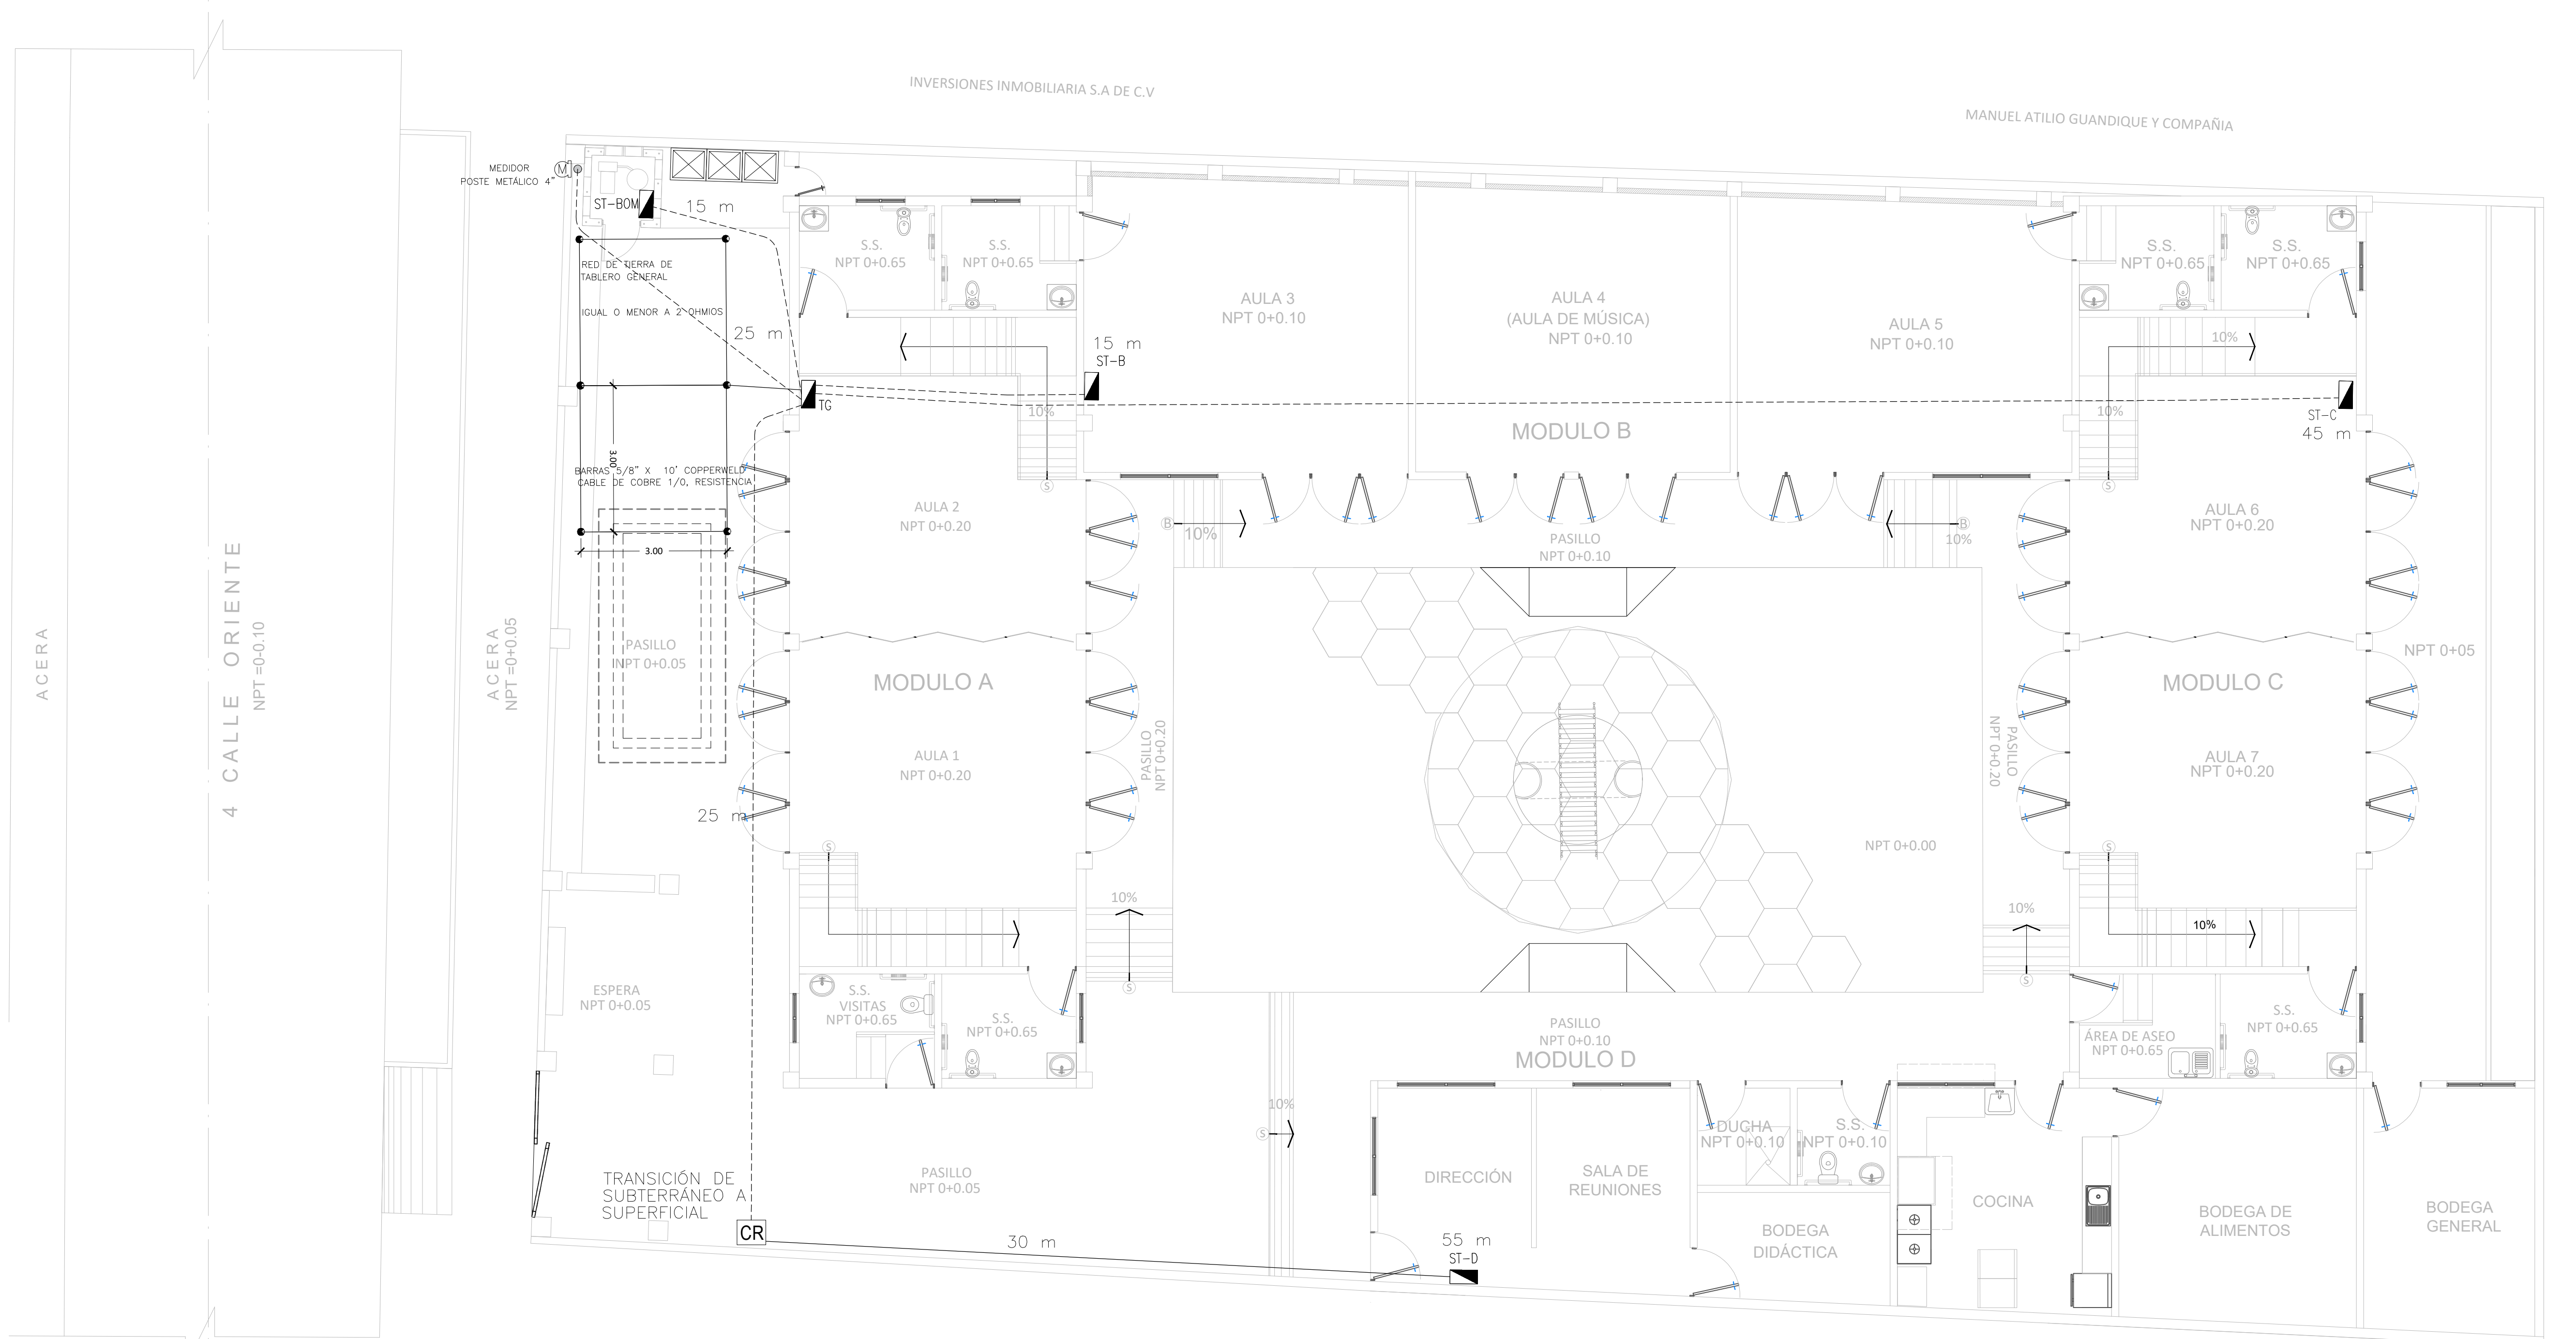 INVERSIONES INMOBILIARIA S.A DE C.V
MANUEL ATILIO GUANDIQUE Y COMPAÑIA
MEDIDOR
POSTE METÁLICO 4"
M
ST-BOM
15 m
RED DE TIERRA DE
TABLERO GENERAL
IGUAL O MENOR A 2 OHMIOS
25 m
S.S.
NPT 0+0.65
S.S.
NPT 0+0.65
AULA 3
NPT 0+0.10
AULA 4
(AULA DE MÚSICA)
NPT 0+0.10
AULA 5
NPT 0+0.10
S.S.
NPT 0+0.65
S.S.
NPT 0+0.65
10%
15 m
ST-B
TG
10%
MODULO B
10%
ST-C
45 m
3.00
BARRAS 5/8" X 10' COPPERWELD
CABLE DE COBRE 1/0, RESISTENCIA
S
S
AULA 2
NPT 0+0.20
B
10%
PASILLO
NPT 0+0.10
B
10%
AULA 6
NPT 0+0.20
3.00
ACERA
4 CALLE ORIENTE
NPT =0-0.10
ACERA
NPT =0+0.05
PASILLO
NPT 0+0.05
MODULO A
MODULO C
NPT 0+05
PASILLO
NPT 0+0.20
PASILLO
NPT 0+0.20
AULA 1
NPT 0+0.20
AULA 7
NPT 0+0.20
25 m
NPT 0+0.00
S
S
10%
10%
10%
ESPERA
NPT 0+0.05
S.S.
VISITAS
NPT 0+0.65
S.S.
NPT 0+0.65
S
S
PASILLO
NPT 0+0.10
MODULO D
ÁREA DE ASEO
NPT 0+0.65
S.S.
NPT 0+0.65
10%
S
DUCHA
NPT 0+0.10
S.S.
NPT 0+0.10
PASILLO
NPT 0+0.05
DIRECCIÓN
SALA DE
REUNIONES
COCINA
BODEGA DE
ALIMENTOS
BODEGA
GENERAL
TRANSICIÓN DE
SUBTERRÁNEO A
SUPERFICIAL
CR
30 m
55 m
ST-D
BODEGA
DIDÁCTICA